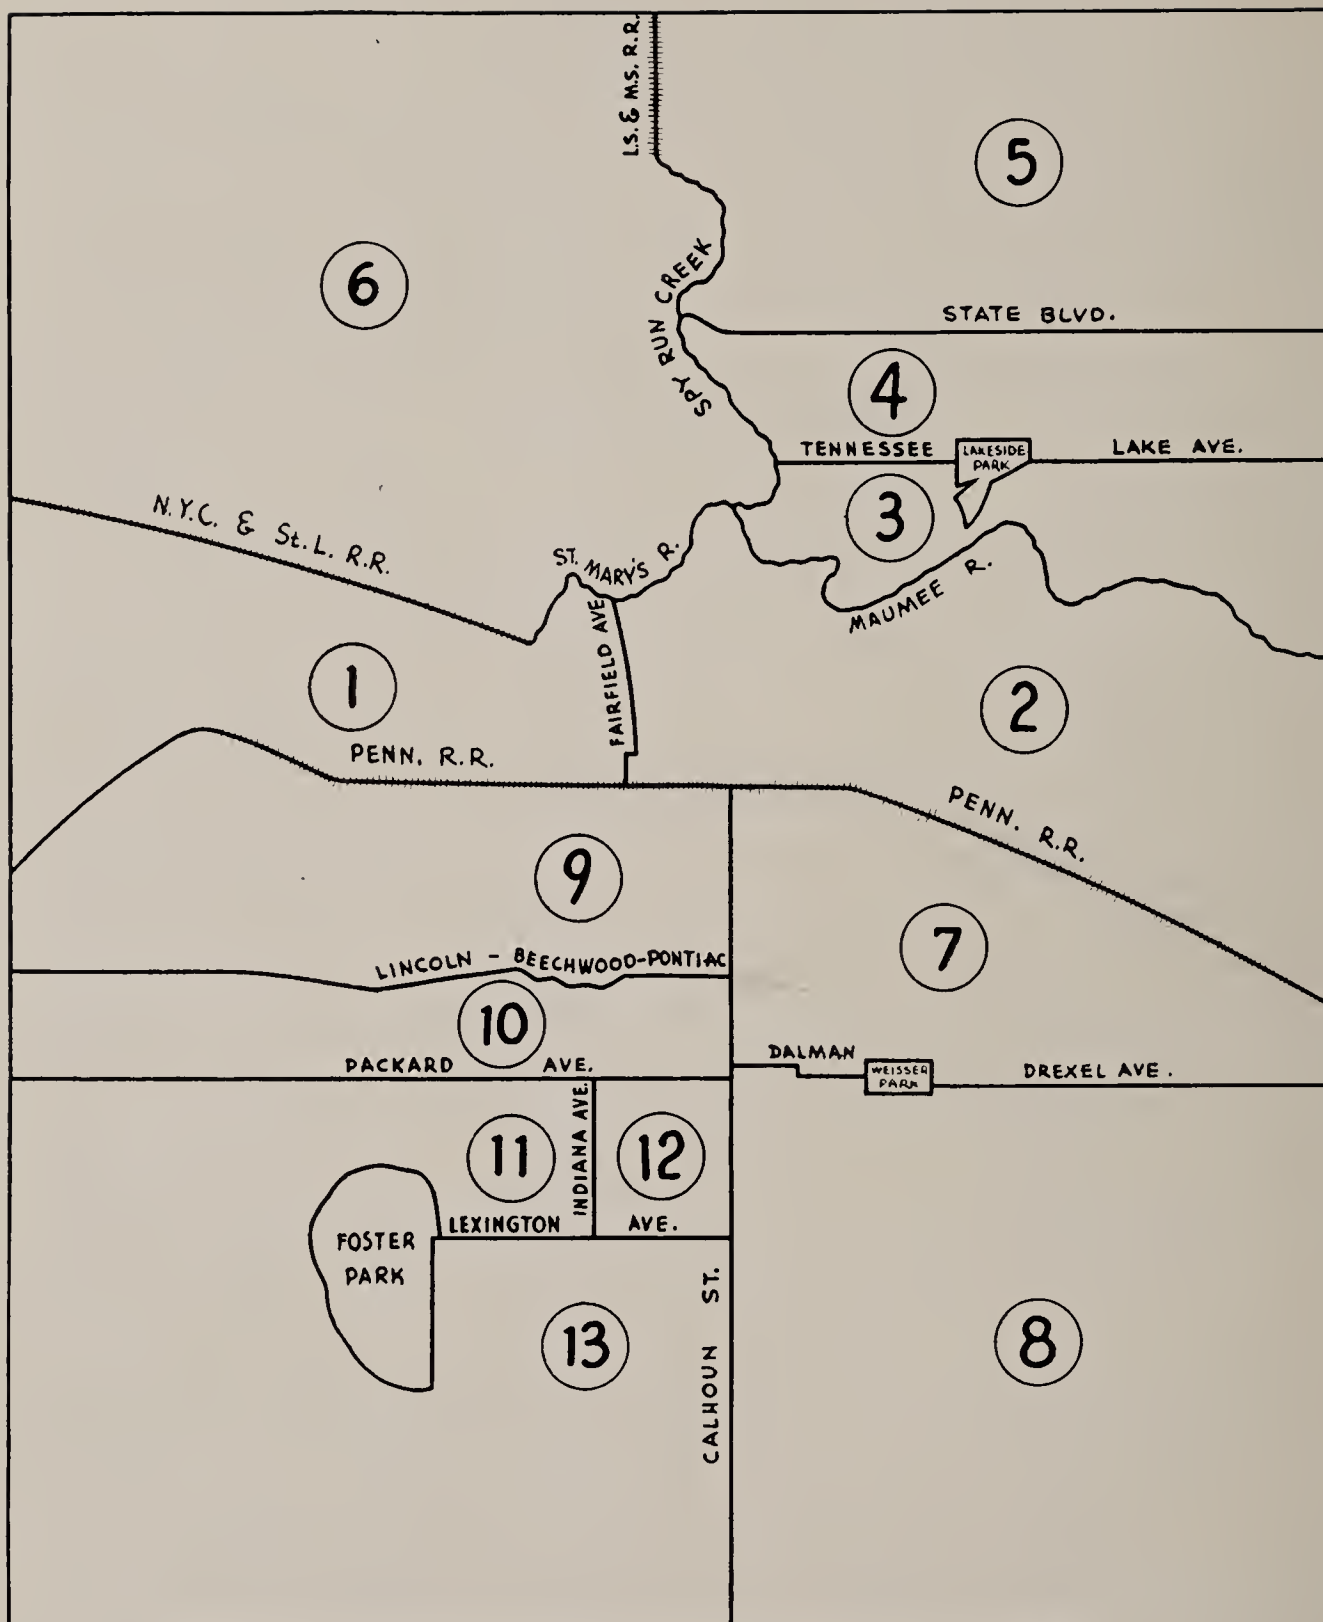 L.S. & M.S. R.R.
5
6
SPY RUN CREEK
STATE BLVD.
4
TENNESSEE
LAKESIDE
PARK
LAKE AVE.
3
N.Y.C. & St.L. R.R.
ST. MARY'S R.
MAUMEE R.
FAIRFIELD AVE
1
2
PENN. R.R.
PENN. R.R.
9
7
LINCOLN - BEECHWOOD-PONTIAC
10
PACKARD AVE.
DALMAN
WEISSER
PARK
DREXEL AVE.
11
INDIANA AVE.
12
LEXINGTON AVE.
FOSTER
PARK
13
CALHOUN ST.
8